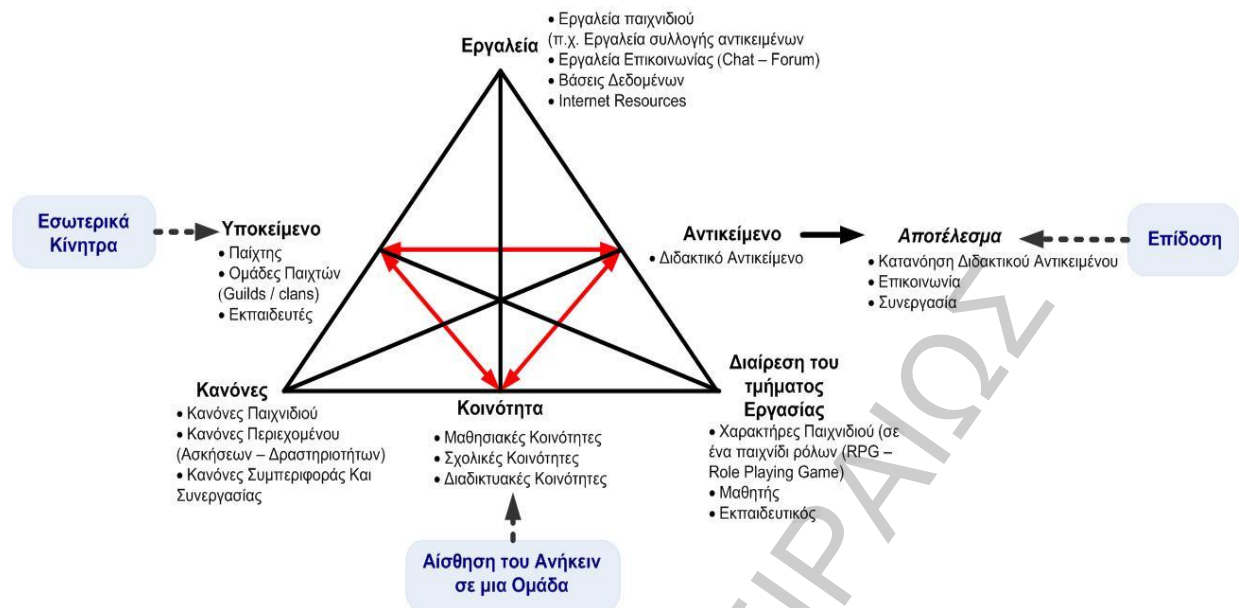 Εργαλεία
• Εργαλεία παιχνιδιού
(π.χ. Εργαλεία συλλογής αντικειμένων
• Εργαλεία Επικοινωνίας (Chat – Forum)
• Βάσεις Δεδομένων
• Internet Resources
Εσωτερικά
Κίνητρα
Υποκείμενο
• Παίχτης
• Ομάδες Παιχτών
(Guilds / clans)
• Εκπαιδευτές
Αντικείμενο
• Διδακτικό Αντικείμενο
Αποτέλεσμα
• Κατανόηση Διδακτικού Αντικειμένου
• Επικοινωνία
• Συνεργασία
Επίδοση
Κανόνες
• Κανόνες Παιχνιδιού
• Κανόνες Περιεχομένου
(Ασκήσεων – Δραστηριοτήτων)
• Κανόνες Συμπεριφοράς Και
Συνεργασίας
Κοινότητα
• Μαθησιακές Κοινότητες
• Σχολικές Κοινότητες
• Διαδικτυακές Κοινότητες
Διαίρεση του
τμήματος
Εργασίας
• Χαρακτήρες Παιχνιδιού (σε
ένα παιχνίδι ρόλων (RPG –
Role Playing Game)
• Μαθητής
• Εκπαιδευτικός
Αίσθηση του Ανήκειν
σε μια Ομάδα